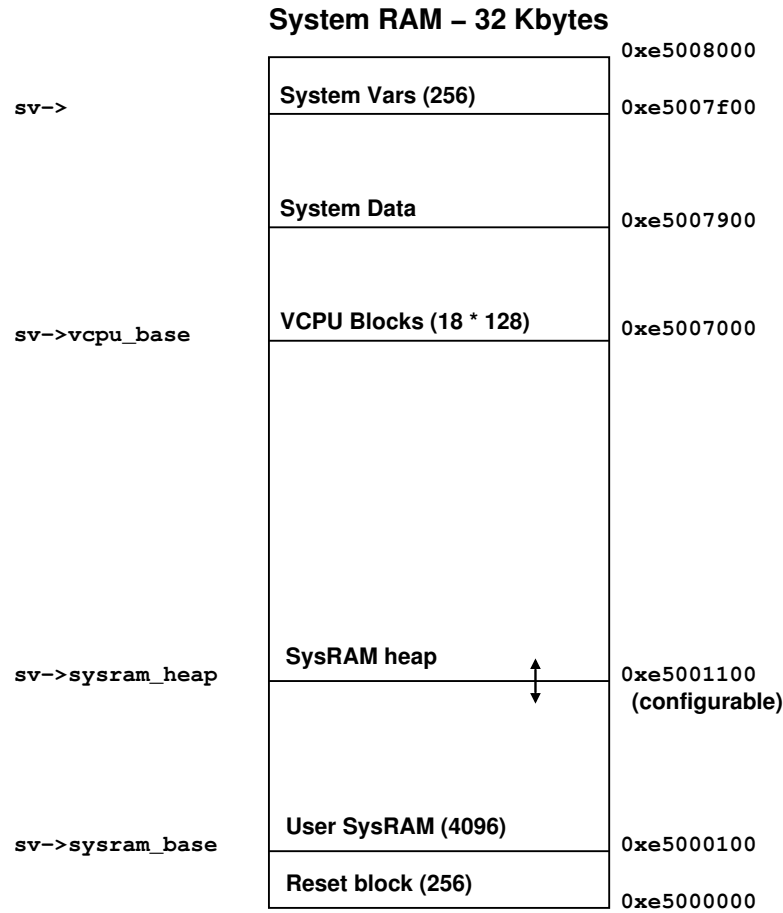 System RAM – 32 Kbytes
0xe5008000
System Vars (256)
sv–>
0xe5007f00
System Data
0xe5007900
VCPU Blocks (18 * 128)
sv–>vcpu_base
0xe5007000
SysRAM heap
sv–>sysram_heap
0xe5001100
(configurable)
User SysRAM (4096)
sv–>sysram_base
0xe5000100
Reset block (256)
0xe5000000